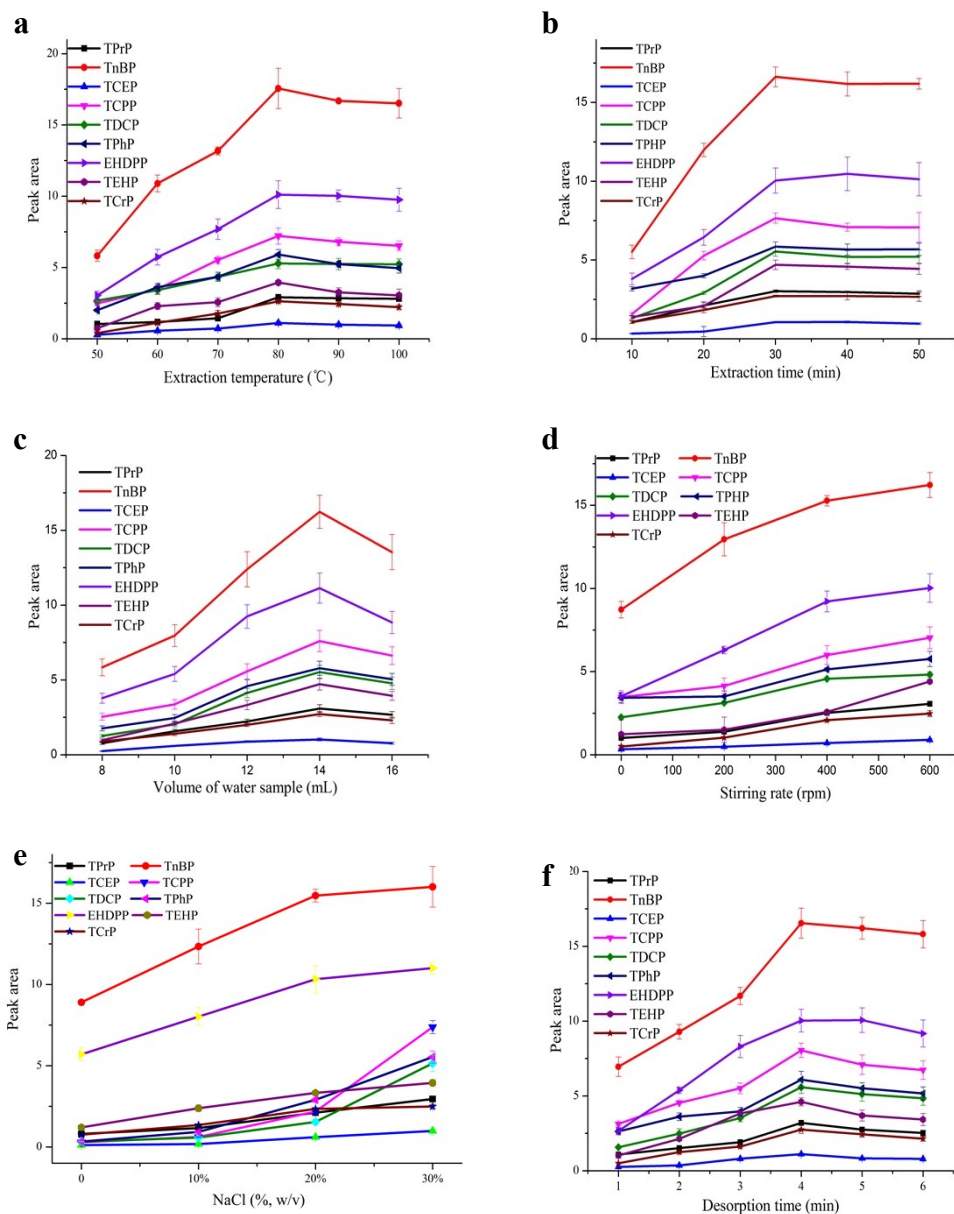 a
TPrP
TnBP
TCEP
TCPP
TDCP
TPhP
EHDPP
TEHP
TCrP
20
15
10
5
0
Peak area
50 60 70 80 90 100
Extraction temperature (℃)
b
TPrP
TnBP
TCEP
TCPP
TDCP
TPHP
EHDPP
TEHP
TCrP
15
10
5
0
Peak area
10 20 30 40 50
Extraction time (min)
c
TPrP
TnBP
TCEP
TCPP
TDCP
TPhP
EHDPP
TEHP
TCrP
20
15
10
5
0
Peak area
8 10 12 14 16
Volume of water sample (mL)
d
TPrP TnBP
TCEP TCPP
TDCP TPHP
EHDPP TEHP
TCrP
15
10
5
0
Peak area
0 100 200 300 400 500 600
Stirring rate (rpm)
e
TPrP TnBP
TCEP TCPP
TDCP TPhP
EHDPP TEHP
TCrP
15
10
5
0
Peak area
0 10% 20% 30%
NaCl (%, w/v)
f
TPrP
TnBP
TCEP
TCPP
TDCP
TPhP
EHDPP
TEHP
TCrP
20
15
10
5
0
Peak area
1 2 3 4 5 6
Desorption time (min)